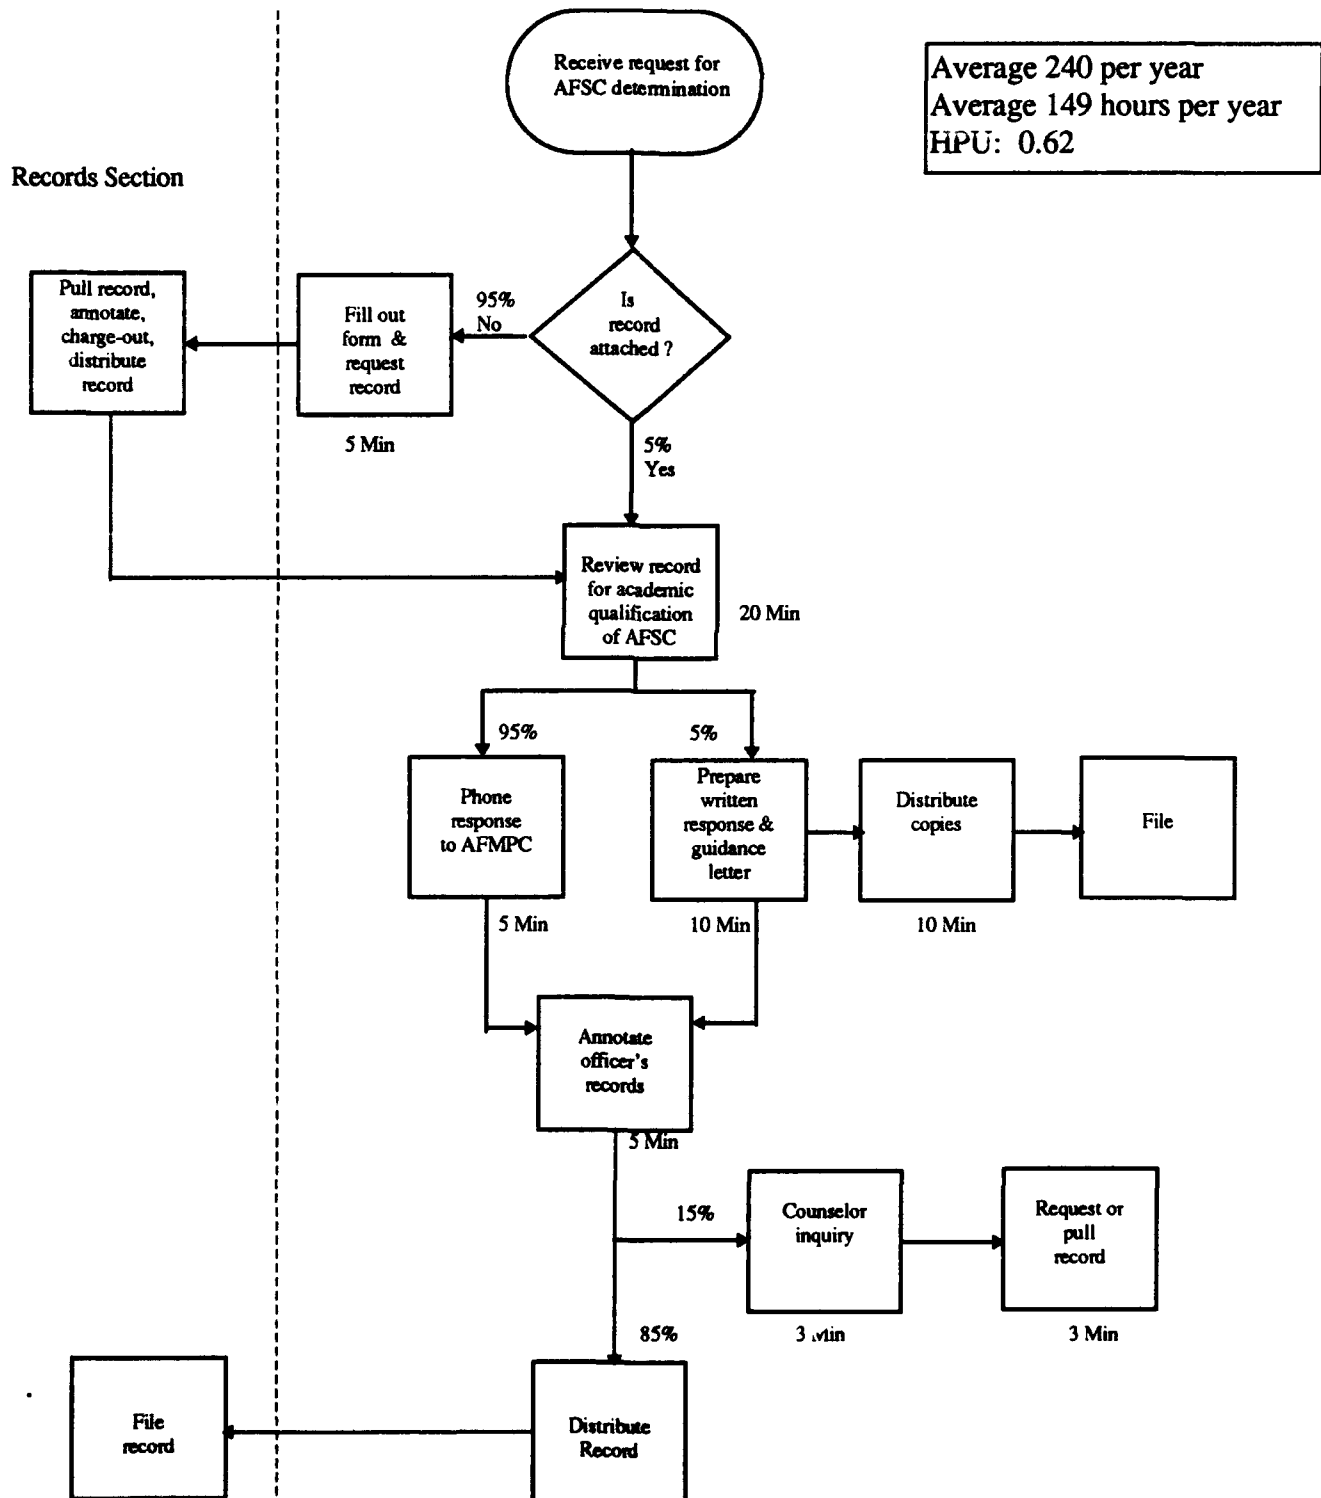 Receive request for
AFSC determination
Average 240 per year
Average 149 hours per year
HPU: 0.62
Records Section
Pull record,
annotate,
charge-out,
distribute
record
Fill out
form &
request
record
5 Min
95%
No
Is
record
attached ?
5%
Yes
Review record
for academic
qualification
of AFSC
20 Min
95%
5%
Phone
response
to AFMPC
5 Min
Prepare
written
response &
guidance
letter
10 Min
Distribute
copies
10 Min
File
Annotate
officer's
records
5 Min
15%
Counselor
inquiry
3 Min
Request or
pull
record
3 Min
85%
File
record
Distribute
Record